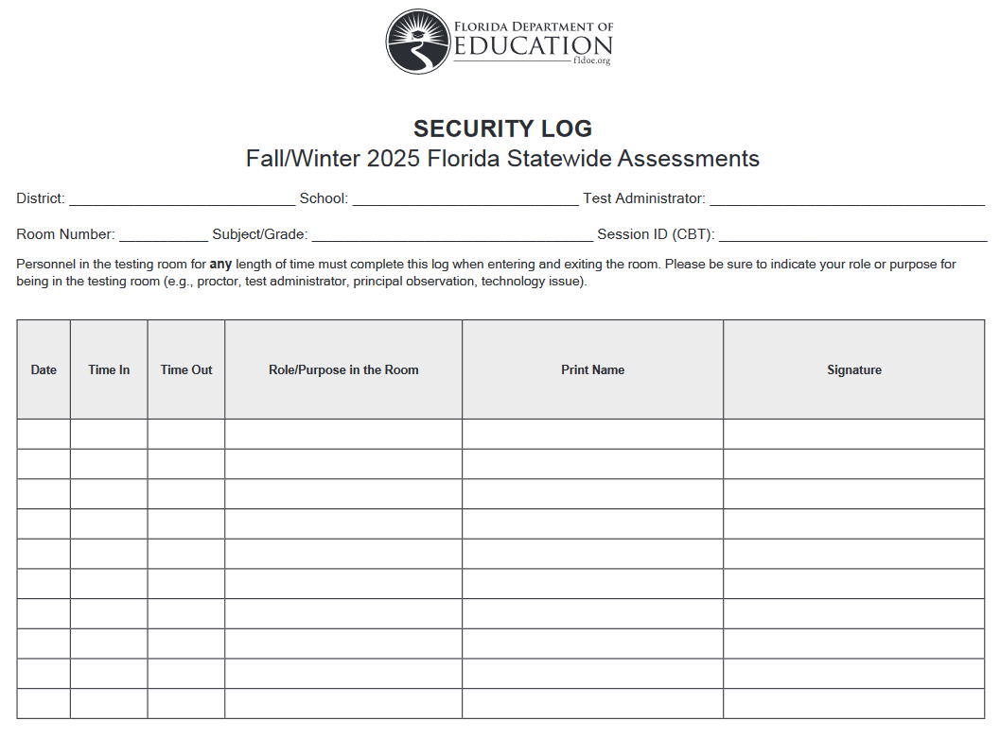 FLORIDA DEPARTMENT OF
EDUCATION
fldoe.org
SECURITY LOG
Fall/Winter 2025 Florida Statewide Assessments
District: ____________________________ School: ____________________________ Test Administrator: __________________________________
Room Number: ___________ Subject/Grade: ___________________________________ Session ID (CBT): _________________________________
Personnel in the testing room for any length of time must complete this log when entering and exiting the room. Please be sure to indicate your role or purpose for
being in the testing room (e.g., proctor, test administrator, principal observation, technology issue).
Date Time In Time Out Role/Purpose in the Room Print Name Signature